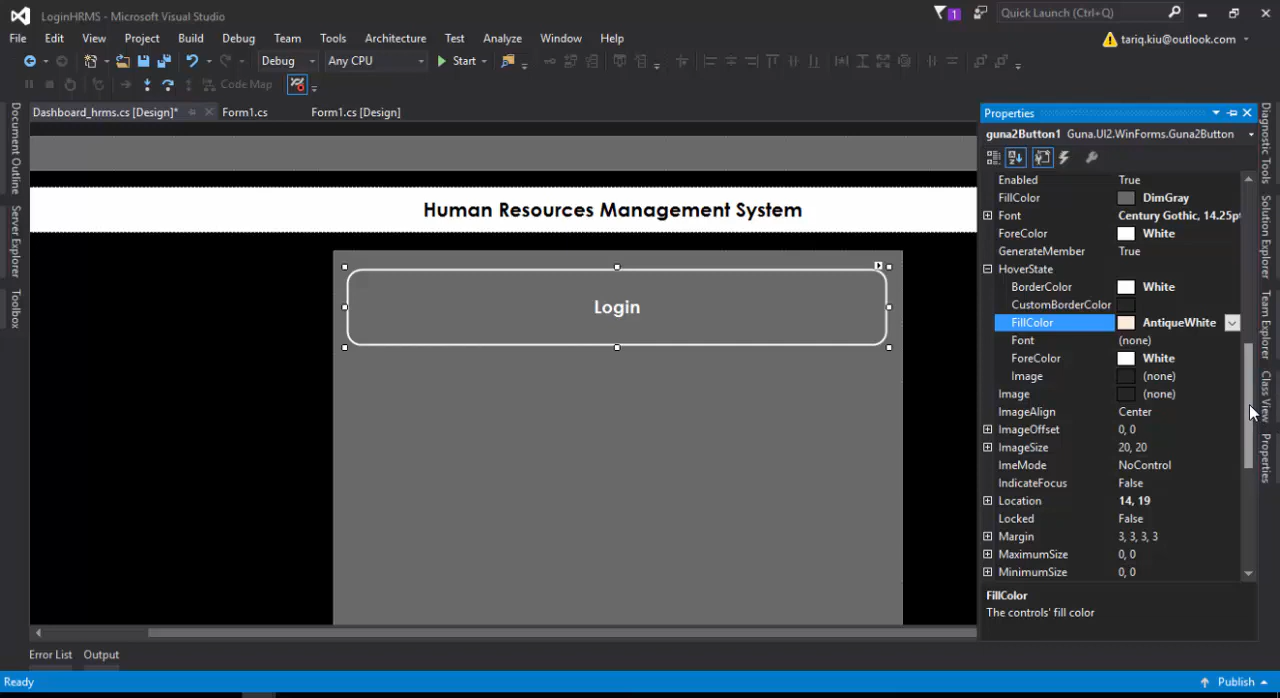 LoginHRMS - Microsoft Visual Studio
1
Quick Launch (Ctrl+Q)
File Edit View Project Build Debug Team Tools Architecture Test Analyze Window Help
tariq.kiu@outlook.com
Debug Any CPU Start
Code Map
Dashboard_hrms.cs [Design]* Form1.cs Form1.cs [Design]
Document Outline
Server Explorer
Toolbox
Human Resources Management System
Login
Properties
guna2Button1 Guna.UI2.WinForms.Guna2Button
Enabled True
FillColor DimGray
Font Century Gothic, 14.25pt
ForeColor White
GenerateMember True
HoverState
BorderColor White
CustomBorderColor
FillColor AntiqueWhite
Font (none)
ForeColor White
Image (none)
Image (none)
ImageAlign Center
ImageOffset 0, 0
ImageSize 20, 20
ImeMode NoControl
IndicateFocus False
Location 14, 19
Locked False
Margin 3, 3, 3, 3
MaximumSize 0, 0
MinimumSize 0, 0
FillColor
The controls' fill color
Diagnostic Tools
Solution Explorer
Team Explorer
Class View
Properties
Error List Output
Ready
Publish